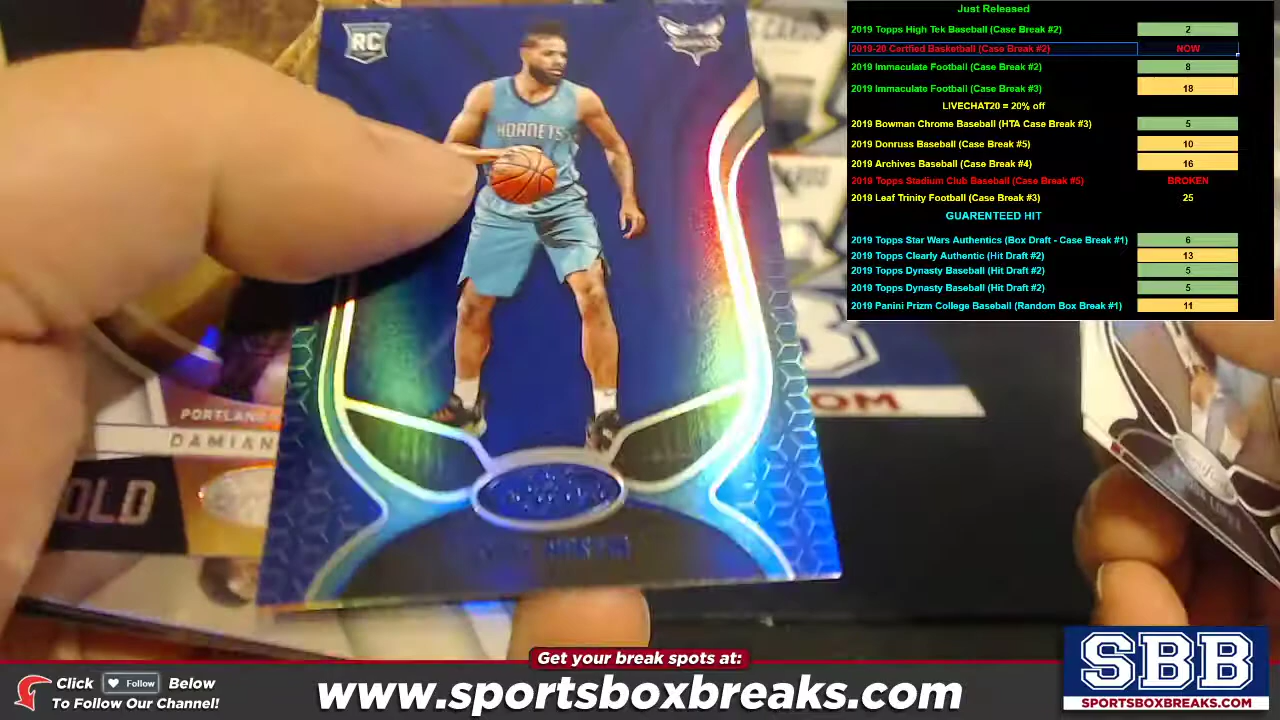 RC
HORNETS
PORTLAN
DAMIAN
OLD
MARTIN
OM
Just Released
2019 Topps High Tek Baseball (Case Break #2) 2
2019-20 Certfied Basketball (Case Break #2) NOW
2019 Immaculate Football (Case Break #2) 8
2019 Immaculate Football (Case Break #3) 18
LIVECHAT20 = 20% off
2019 Bowman Chrome Baseball (HTA Case Break #3) 5
2019 Donruss Baseball (Case Break #5) 10
2019 Archives Baseball (Case Break #4) 16
2019 Topps Stadium Club Baseball (Case Break #5) BROKEN
2019 Leaf Trinity Football (Case Break #3) 25
GUARENTEED HIT
2019 Topps Star Wars Authentics (Box Draft - Case Break #1) 6
2019 Topps Clearly Authentic (Hit Draft #2) 13
2019 Topps Dynasty Baseball (Hit Draft #2) 5
2019 Topps Dynasty Baseball (Hit Draft #2) 5
2019 Panini Prizm College Baseball (Random Box Break #1) 11
Get your break spots at:
Click Follow Below
To Follow Our Channel!
www.sportsboxbreaks.com
SBB
SPORTSBOXBREAKS.COM